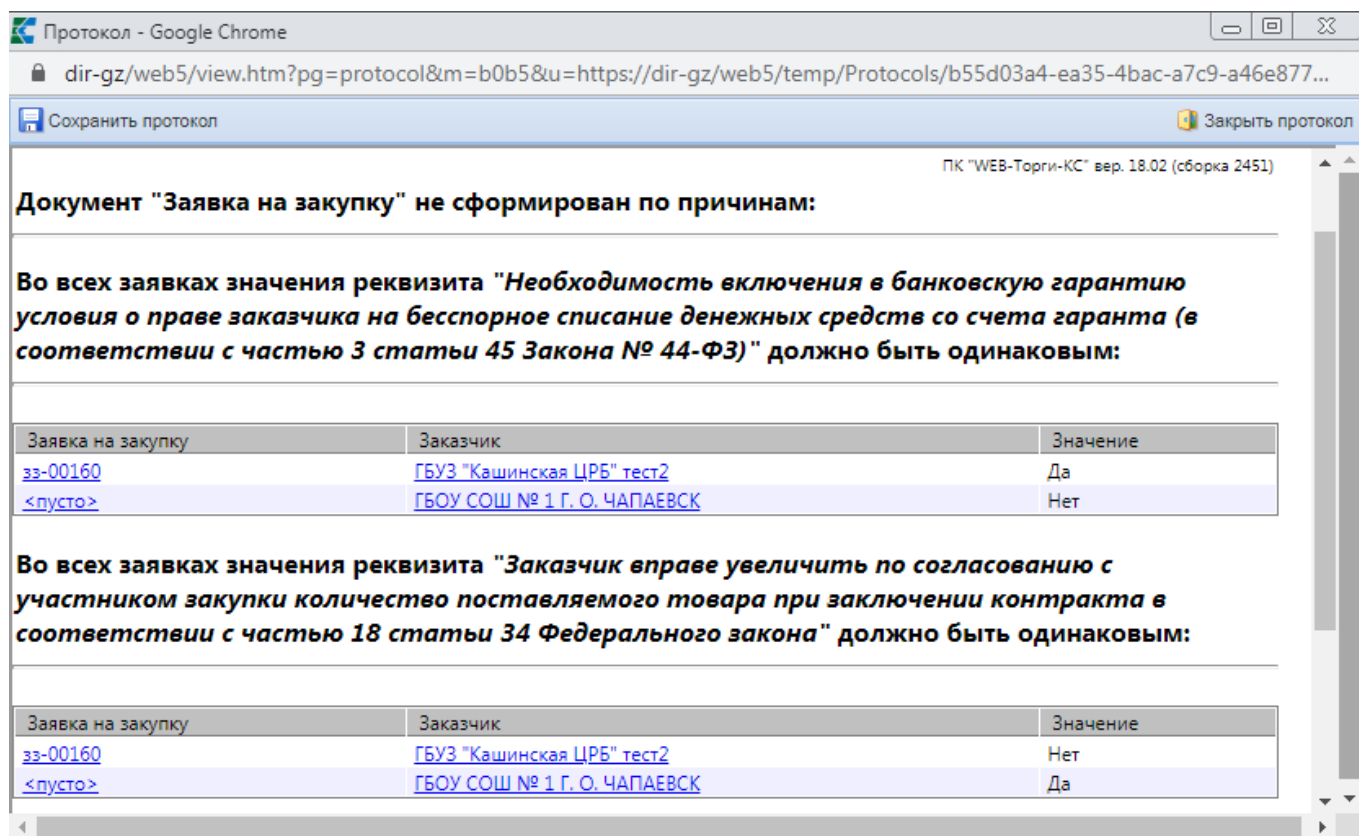 Протокол - Google Chrome
dir-gz/web5/view.htm?pg=protocol&m=b0b5&u=https://dir-gz/web5/temp/Protocols/b55d03a4-ea35-4bac-a7c9-a46e877...
Сохранить протокол Закрыть протокол
ПК "WEB-Торги-КС" вер. 18.02 (сборка 2451)
Документ "Заявка на закупку" не сформирован по причинам:
Во всех заявках значения реквизита "Необходимость включения в банковскую гарантию
условия о праве заказчика на бесспорное списание денежных средств со счета гаранта (в
соответствии с частью 3 статьи 45 Закона № 44-ФЗ)" должно быть одинаковым:
Заявка на закупку Заказчик Значение
зз-00160 ГБУЗ "Кашинская ЦРБ" тест2 Да
<пусто> ГБОУ СОШ № 1 Г. О. ЧАПАЕВСК Нет
Во всех заявках значения реквизита "Заказчик вправе увеличить по согласованию с
участником закупки количество поставляемого товара при заключении контракта в
соответствии с частью 18 статьи 34 Федерального закона" должно быть одинаковым:
Заявка на закупку Заказчик Значение
зз-00160 ГБУЗ "Кашинская ЦРБ" тест2 Нет
<пусто> ГБОУ СОШ № 1 Г. О. ЧАПАЕВСК Да